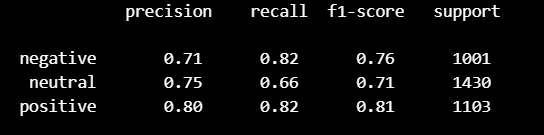 precision recall f1-score support
negative 0.71 0.82 0.76 1001
neutral 0.75 0.66 0.71 1430
positive 0.80 0.82 0.81 1103